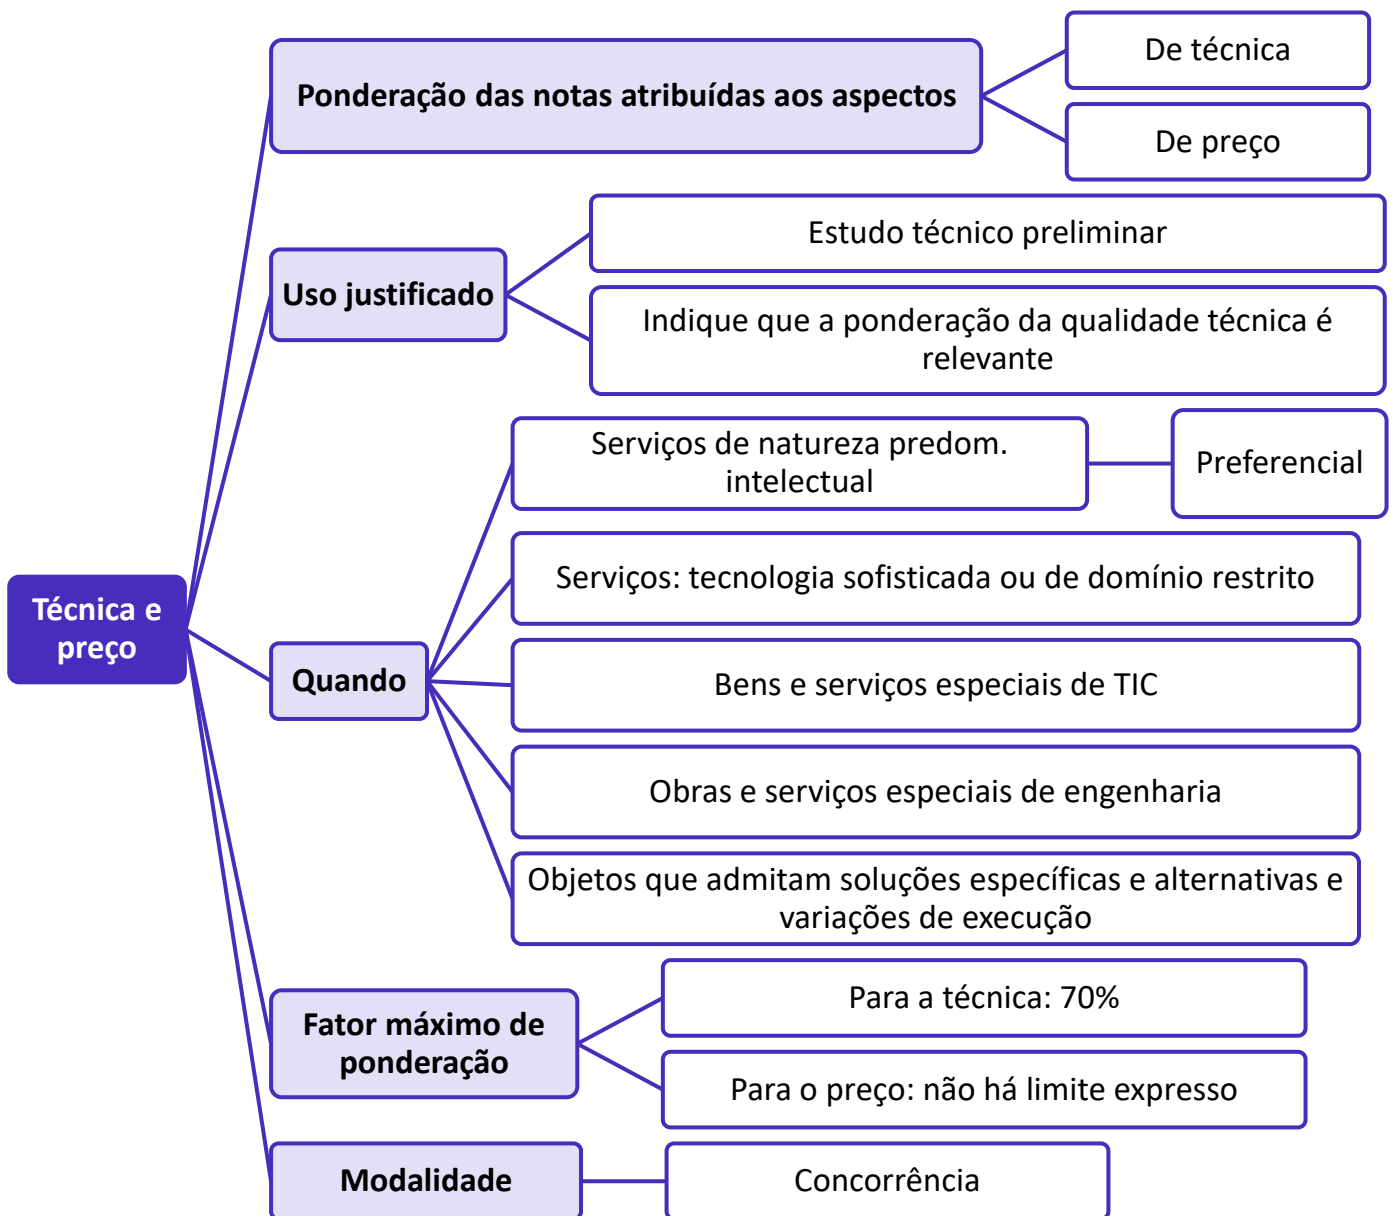 Técnica e
preço
Ponderação das notas atribuídas aos aspectos
De técnica
De preço
Uso justificado
Estudo técnico preliminar
Indique que a ponderação da qualidade técnica é
relevante
Quando
Serviços de natureza predom.
intelectual
Preferencial
Serviços: tecnologia sofisticada ou de domínio restrito
Bens e serviços especiais de TIC
Obras e serviços especiais de engenharia
Objetos que admitam soluções específicas e alternativas e
variações de execução
Fator máximo de
ponderação
Para a técnica: 70%
Para o preço: não há limite expresso
Modalidade
Concorrência